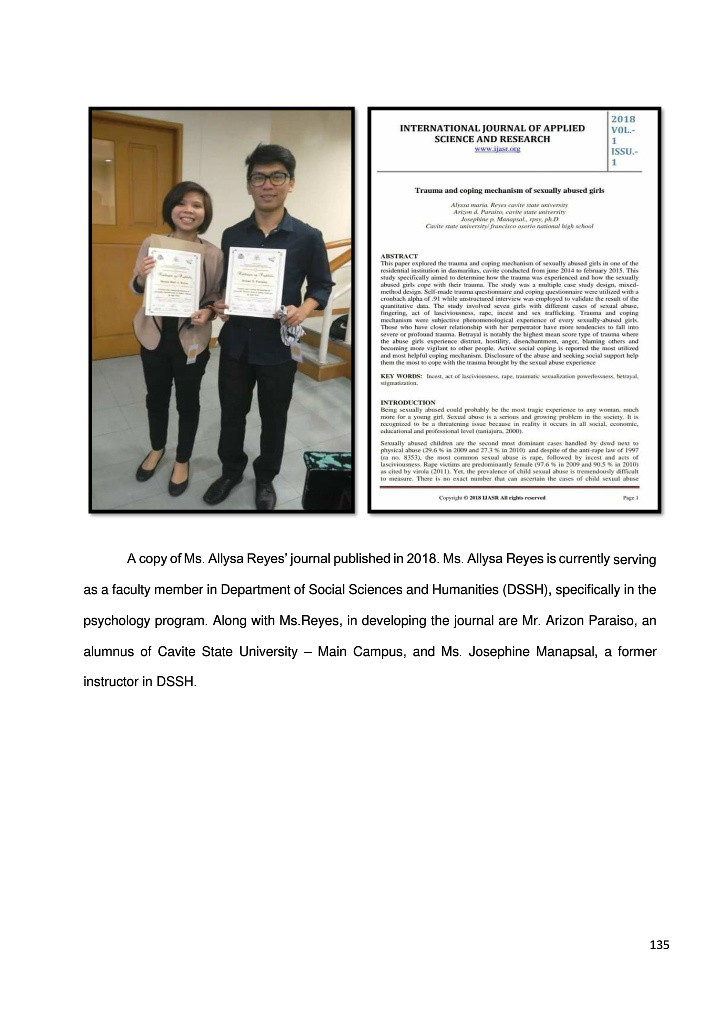 INTERNATIONAL JOURNAL OF APPLIED
SCIENCE AND RESEARCH
www.ijasr.org
2018
VOL.-
1
ISSU.-
1
Trauma and coping mechanism of sexually abused girls
Alyssa maria. Reyes cavite state university
Arizon d. Paraiso, cavite state university
Josephine p. Manapsal., rpsy, ph.D
Cavite state university/ francisco osorio national high school
ABSTRACT
This paper explored the trauma and coping mechanism of sexually abused girls in one of the
residential institution in dasmariñas, cavite conducted from june 2014 to february 2015. This
study specifically aimed to determine how the trauma was experienced and how the sexually
abused girls cope with their trauma. The study was a multiple case study design, mixed-
method design. Self-made trauma questionnaire and coping questionnaire were utilized with a
cronbach alpha of .91 while unstructured interview was employed to validate the result of the
quantitative data. The study involved seven girls with different cases of sexual abuse,
fingering, act of lasciviousness, rape, incest and sex trafficking. Trauma and coping
mechanism were subjective phenomenological experience of every sexually-abused girls.
Those who have closer relationship with her perpetrator have more tendencies to fall into
severe or profound trauma. Betrayal is notably the highest mean score type of trauma where
the abuse girls experience distrust, hostility, disenchantment, anger, blaming others and
becoming more vigilant to other people. Active social coping is reported the most utilized
and most helpful coping mechanism. Disclosure of the abuse and seeking social support help
them the most to cope with the trauma brought by the sexual abuse experience
KEY WORDS: Incest, act of lasciviousness, rape, traumatic sexualization powerlessness, betrayal,
stigmatization,
INTRODUCTION
Being sexually abused could probably be the most tragic experience to any woman, much
more for a young girl. Sexual abuse is a serious and growing problem in the society. It is
recognized to be a threatening issue because in reality it occurs in all social, economic,
educational and professional level (taniajura, 2000).
Sexually abused children are the second most dominant cases handled by dswd next to
physical abuse (29.6 % in 2009 and 27.3 % in 2010) and despite of the anti-rape law of 1997
(ra no. 8353), the most common sexual abuse is rape, followed by incest and acts of
lasciviousness. Rape victims are predominantly female (97.6 % in 2009 and 90.5 % in 2010)
as cited by virola (2011). Yet, the prevalence of child sexual abuse is tremendously difficult
to measure. There is no exact number that can ascertain the cases of child sexual abuse
Copyright © 2018 IJASR All rights reserved Page 1
A copy of Ms. Allysa Reyes' journal published in 2018. Ms. Allysa Reyes is currently serving
as a faculty member in Department of Social Sciences and Humanities (DSSH), specifically in the
psychology program. Along with Ms.Reyes, in developing the journal are Mr. Arizon Paraiso, an
alumnus of Cavite State University – Main Campus, and Ms. Josephine Manapsal, a former
instructor in DSSH.
135